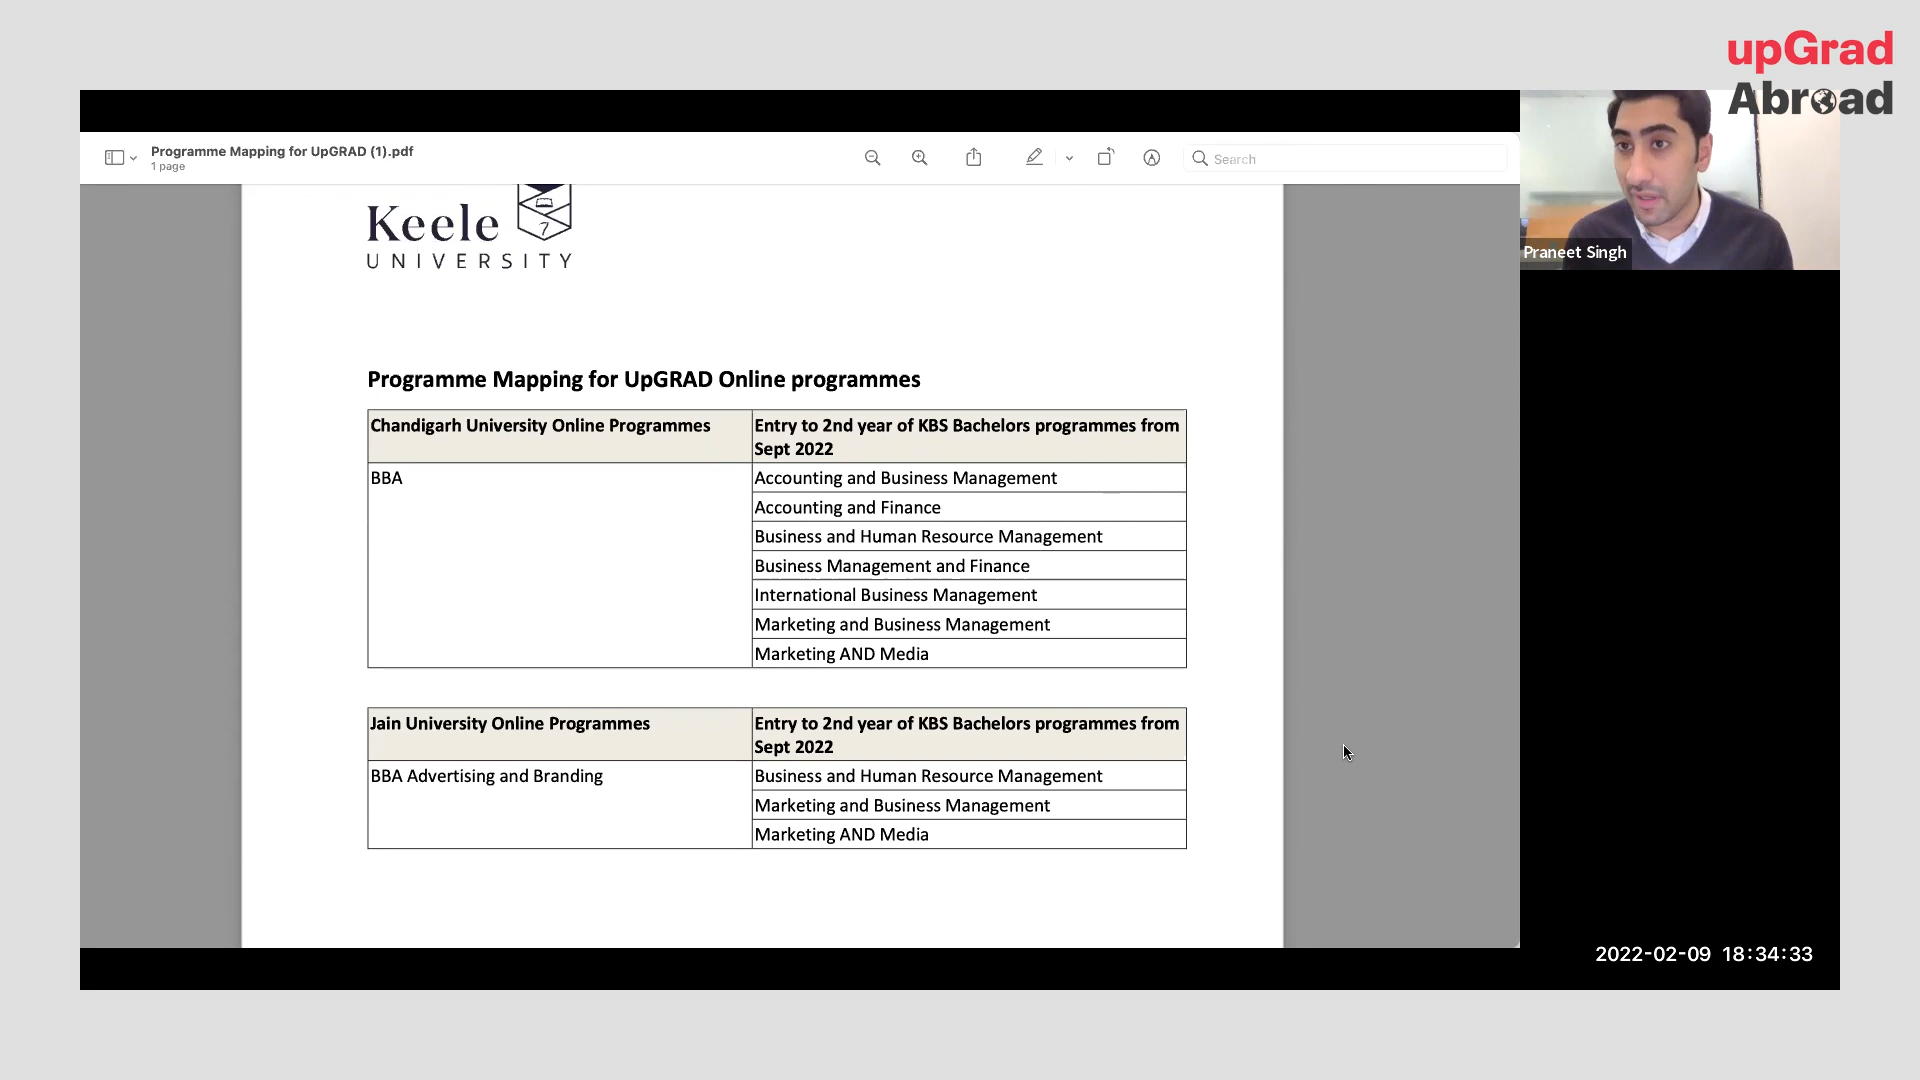 upGrad
Abroad
Programme Mapping for UpGRAD (1).pdf
1 page
Search
Praneet Singh
Keele
UNIVERSITY
Programme Mapping for UpGRAD Online programmes
Chandigarh University Online Programmes
Entry to 2nd year of KBS Bachelors programmes from
Sept 2022
BBA
Accounting and Business Management
Accounting and Finance
Business and Human Resource Management
Business Management and Finance
International Business Management
Marketing and Business Management
Marketing AND Media
Jain University Online Programmes
Entry to 2nd year of KBS Bachelors programmes from
Sept 2022
BBA Advertising and Branding
Business and Human Resource Management
Marketing and Business Management
Marketing AND Media
2022-02-09 18:34:33